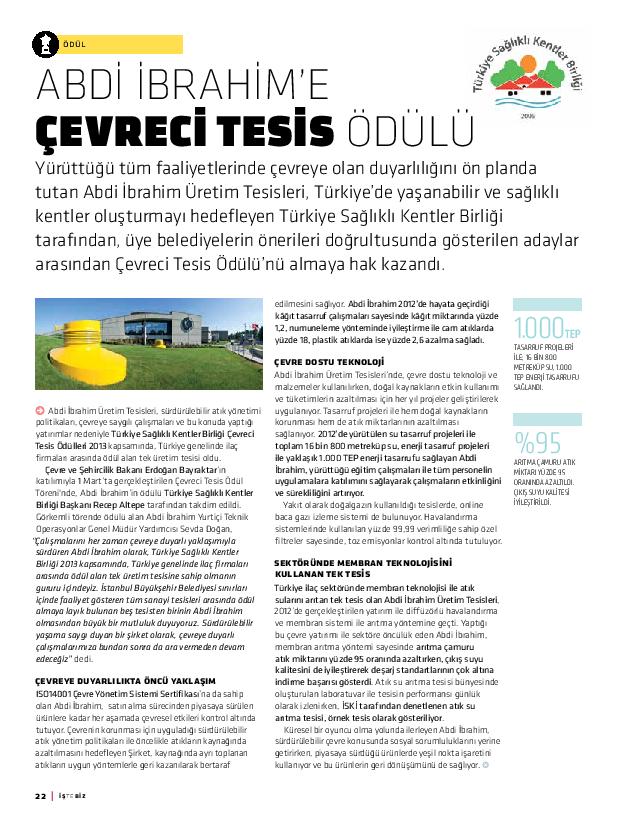 ÖDÜL
Türkiye Sağlıklı Kentler Birliği
2005
ABDİ İBRAHİM'E
ÇEVRECİ TESİS ÖDÜLÜ
Yürüttüğü tüm faaliyetlerinde çevreye olan duyarlılığını ön planda
tutan Abdi İbrahim Üretim Tesisleri, Türkiye'de yaşanabilir ve sağlıklı
kentler oluşturmayı hedefleyen Türkiye Sağlıklı Kentler Birliği
tarafından, üye belediyelerin önerileri doğrultusunda gösterilen adaylar
arasından Çevreci Tesis Ödülü'nü almaya hak kazandı.
Abdi İbrahim Üretim Tesisleri, sürdürülebilir atık yönetimi
politikaları, çevreye saygılı çalışmaları ve bu konuda yaptığı
yatırımlar nedeniyle Türkiye Sağlıklı Kentler Birliği Çevreci
Tesis Ödülleri 2013 kapsamında, Türkiye genelinde ilaç
firmaları arasında ödül alan tek üretim tesisi oldu.
Çevre ve Şehircilik Bakanı Erdoğan Bayraktar'ın
katılımıyla 1 Mart'ta gerçekleştirilen Çevreci Tesis Ödül
Töreni'nde, Abdi İbrahim'in ödülü Türkiye Sağlıklı Kentler
Birliği Başkanı Recep Altepe tarafından takdim edildi.
Görkemli törende ödülü alan Abdi İbrahim Yurtiçi Teknik
Operasyonlar Genel Müdür Yardımcısı Sevda Doğan,
"Çalışmalarını her zaman çevreye duyarlı yaklaşımıyla
sürdüren Abdi İbrahim olarak, Türkiye Sağlıklı Kentler
Birliği 2013 kapsamında, Türkiye genelinde ilaç firmaları
arasında ödül alan tek üretim tesisine sahip olmanın
gururu içindeyiz. İstanbul Büyükşehir Belediyesi sınırları
içinde faaliyet gösteren tüm sanayi tesisleri arasında ödül
almaya layık bulunan beş tesisten birinin Abdi İbrahim
olmasından büyük bir mutluluk duyuyoruz. Sürdürülebilir
yaşama saygı duyan bir şirket olarak, çevreye duyarlı
çalışmalarımıza bundan sonra da ara vermeden devam
edeceğiz" dedi.
ÇEVREYE DUYARLILIKTA ÖNCÜ YAKLAŞIM
ISO14001 Çevre Yönetim Sistemi Sertifikası'na da sahip
olan Abdi İbrahim, satın alma sürecinden piyasaya sürülen
ürünlere kadar her aşamada çevresel etkileri kontrol altında
tutuyor. Çevrenin korunması için uyguladığı sürdürülebilir
atık yönetim politikaları ile öncelikle atıkların kaynağında
azaltılmasını hedefleyen Şirket, kaynağında ayrı toplanan
atıkların uygun yöntemlerle geri kazanılarak bertaraf
edilmesini sağlıyor. Abdi İbrahim 2012'de hayata geçirdiği
kâğıt tasarruf çalışmaları sayesinde kâğıt miktarında yüzde
1,2, numuneleme yönteminde iyileştirme ile cam atıklarda
yüzde 18, plastik atıklarda ise yüzde 2,6 azalma sağladı.
ÇEVRE DOSTU TEKNOLOJİ
Abdi İbrahim Üretim Tesisleri'nde, çevre dostu teknoloji ve
malzemeler kullanılırken, doğal kaynakların etkin kullanımı
ve tüketimlerin azaltılması için her yıl projeler geliştirilerek
uygulanıyor. Tasarruf projeleri ile hem doğal kaynakların
korunması hem de atık miktarlarının azaltılması
sağlanıyor. 2012'de yürütülen su tasarruf projeleri ile
toplam 16 bin 800 metreküp su, enerji tasarruf projeleri
ile yaklaşık 1.000 TEP enerji tasarrufu sağlayan Abdi
İbrahim, yürüttüğü eğitim çalışmaları ile tüm personelin
uygulamalara katılımını sağlayarak çalışmaların etkinliğini
ve sürekliliğini artırıyor.
Yakıt olarak doğalgazın kullanıldığı tesislerde, online
baca gazı izleme sistemi de bulunuyor. Havalandırma
sistemlerinde kullanılan yüzde 99,99 verimliliğe sahip özel
filtreler sayesinde, toz emisyonlar kontrol altında tutuluyor.
SEKTÖRÜNDE MEMBRAN TEKNOLOJİSİNİ
KULLANAN TEK TESİS
Türkiye ilaç sektöründe membran teknolojisi ile atık
sularını arıtan tek tesis olan Abdi İbrahim Üretim Tesisleri,
2012'de gerçekleştirilen yatırım ile diffüzörlü havalandırma
ve membran sistemi ile arıtma yöntemine geçti. Yaptığı
bu çevre yatırımı ile sektöre öncülük eden Abdi İbrahim,
membran arıtma yöntemi sayesinde arıtma çamuru
atık miktarını yüzde 95 oranında azaltırken, çıkış suyu
kalitesini de iyileştirerek deşarj standartlarının çok altına
indirme başarısı gösterdi. Atık su arıtma tesisi bünyesinde
oluşturulan laboratuvar ile tesisin performansı günlük
olarak izlenirken, İSKİ tarafından denetlenen atık su
arıtma tesisi, örnek tesis olarak gösteriliyor.
Küresel bir oyuncu olma yolunda ilerleyen Abdi İbrahim,
sürdürülebilir çevre konusunda sosyal sorumluluklarını yerine
getirirken, piyasaya sürdüğü ürünlerde yeşil nokta işaretini
kullanıyor ve bu ürünlerin geri dönüşümünü de sağlıyor.
1.000 TEP
TASARRUF PROJELERİ
İLE, 16 BİN 800
METREKÜP SU, 1.000
TEP ENERJİ TASARRUFU
SAĞLANDI.
%95
ARITMA ÇAMURU ATIK
MİKTARI YÜZDE 95
ORANINDA AZALTILDI.
ÇIKIŞ SUYU KALİTESİ
İYİLEŞTİRİLDİ.
22 | İŞTE BİZ